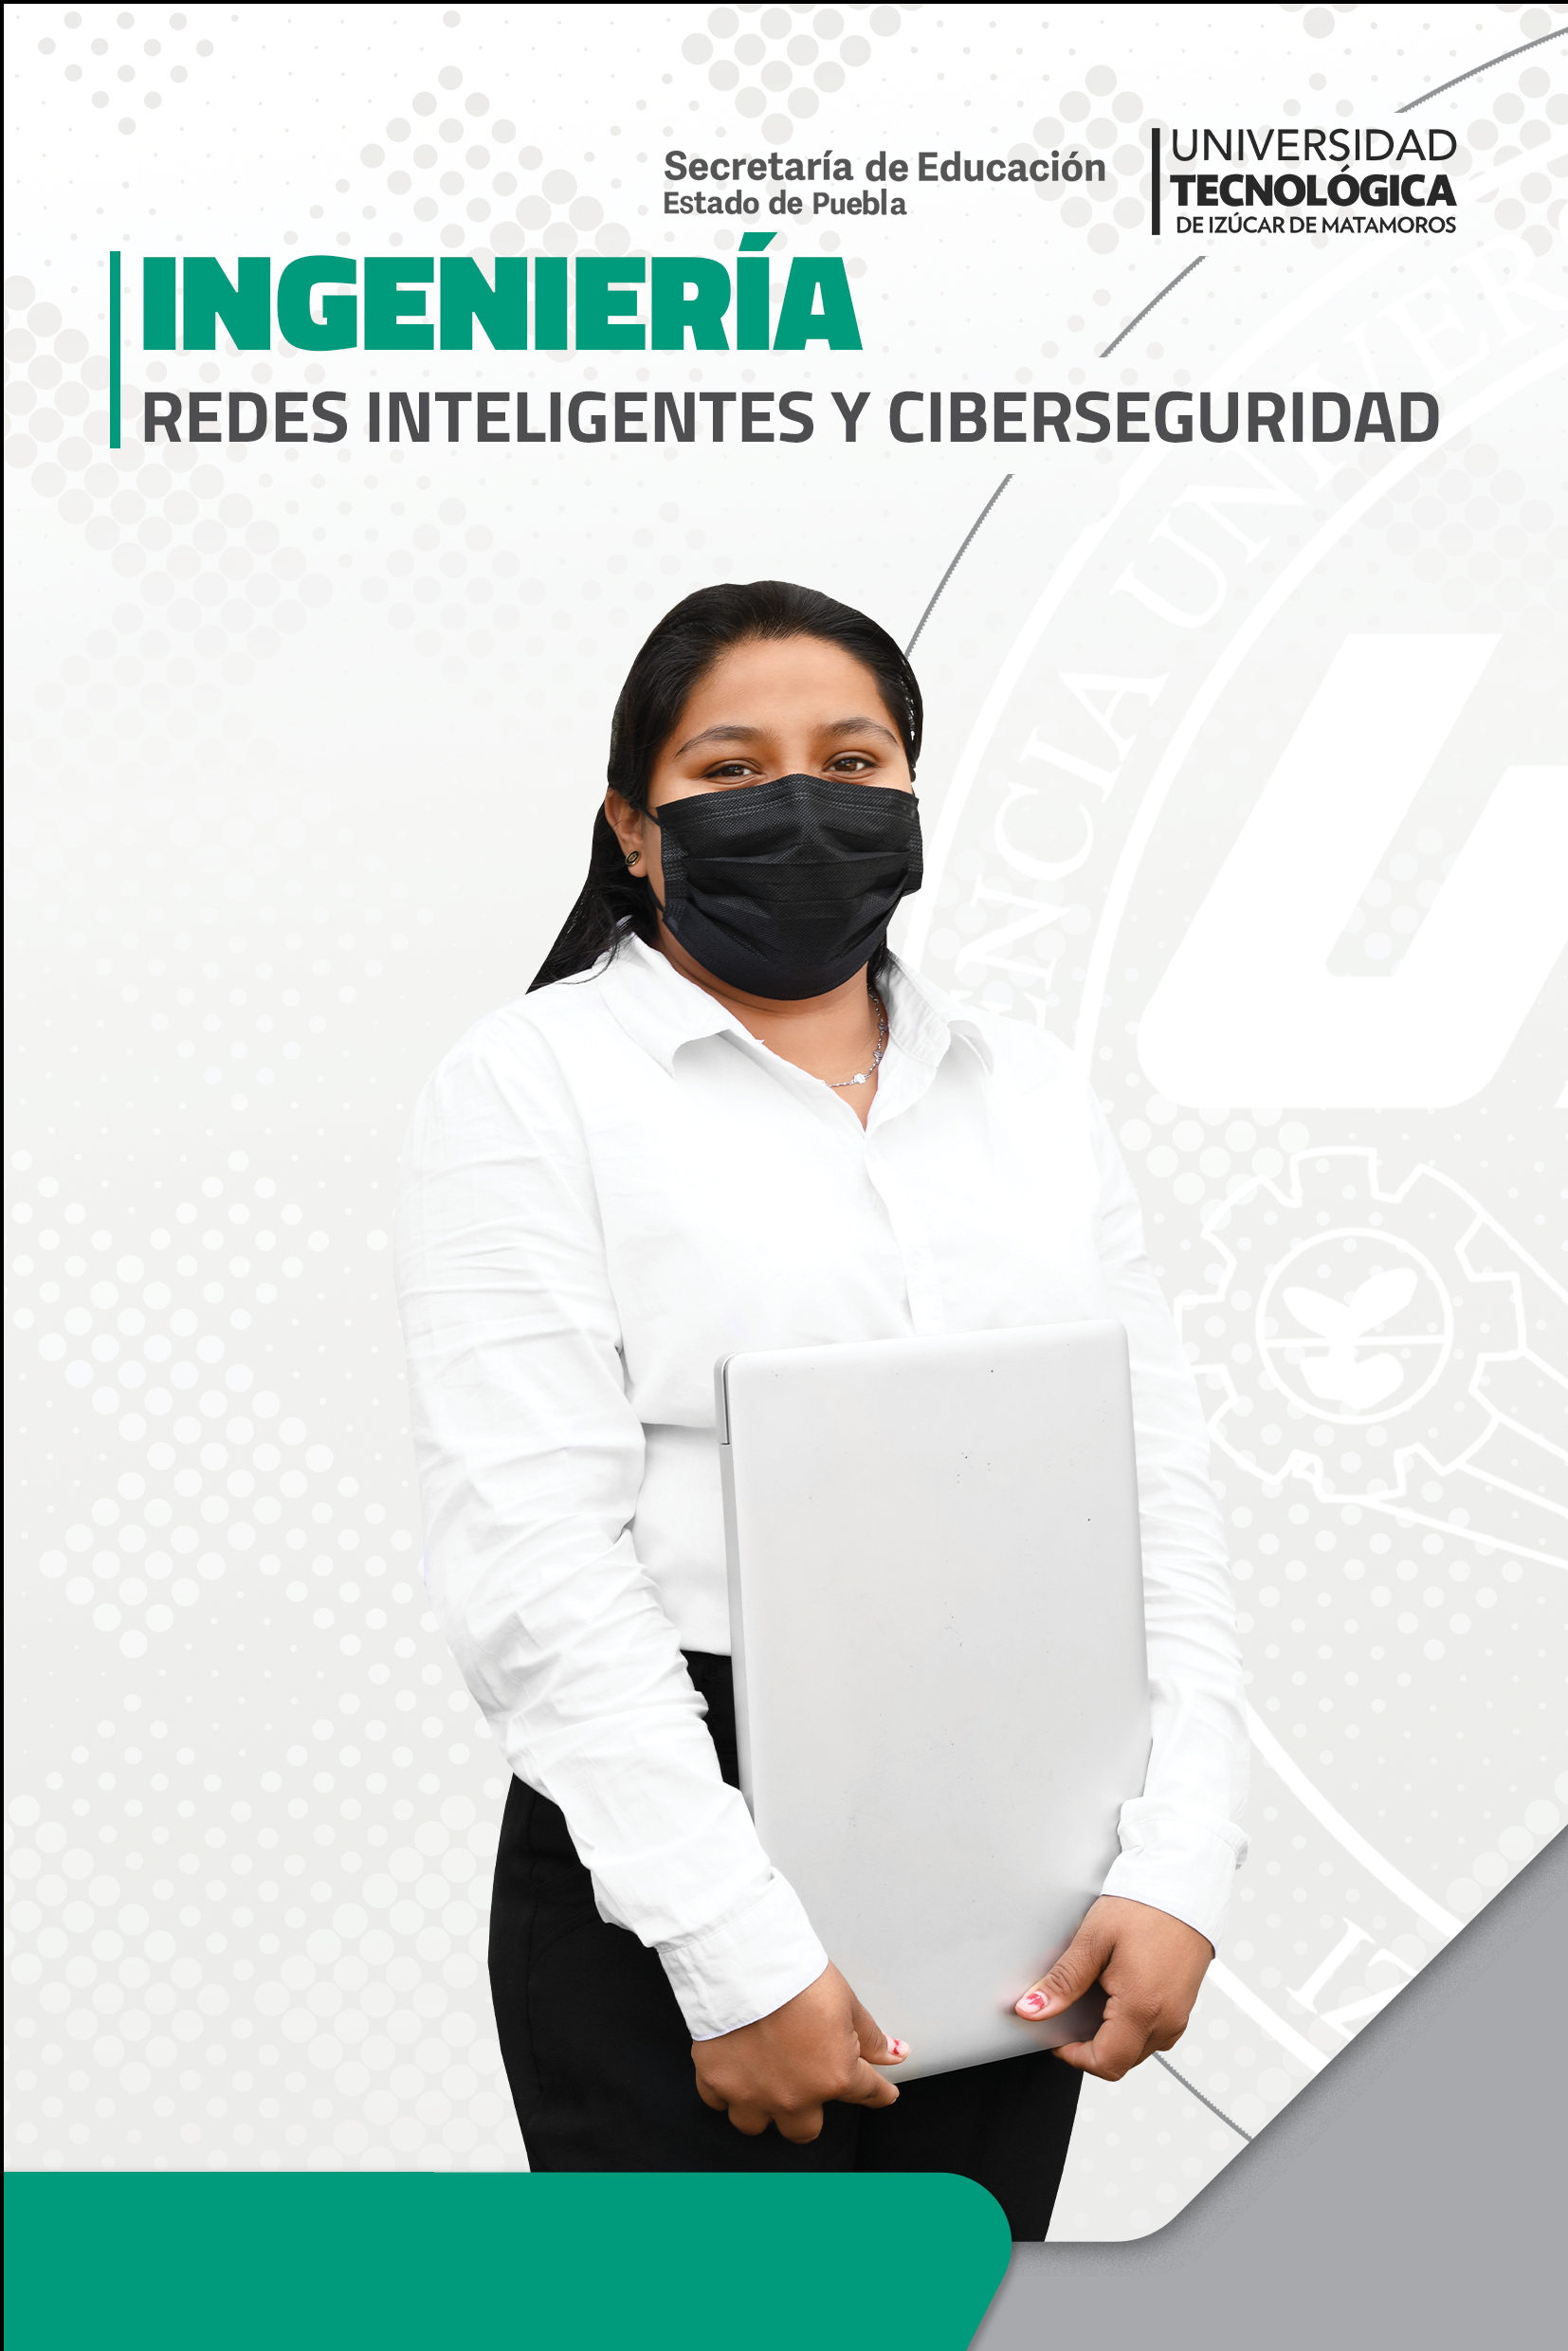 Secretaría de Educación
Estado de Puebla
UNIVERSIDAD
TECNOLÓGICA
DE IZÚCAR DE MATAMOROS
INGENIERÍA
REDES INTELIGENTES Y CIBERSEGURIDAD